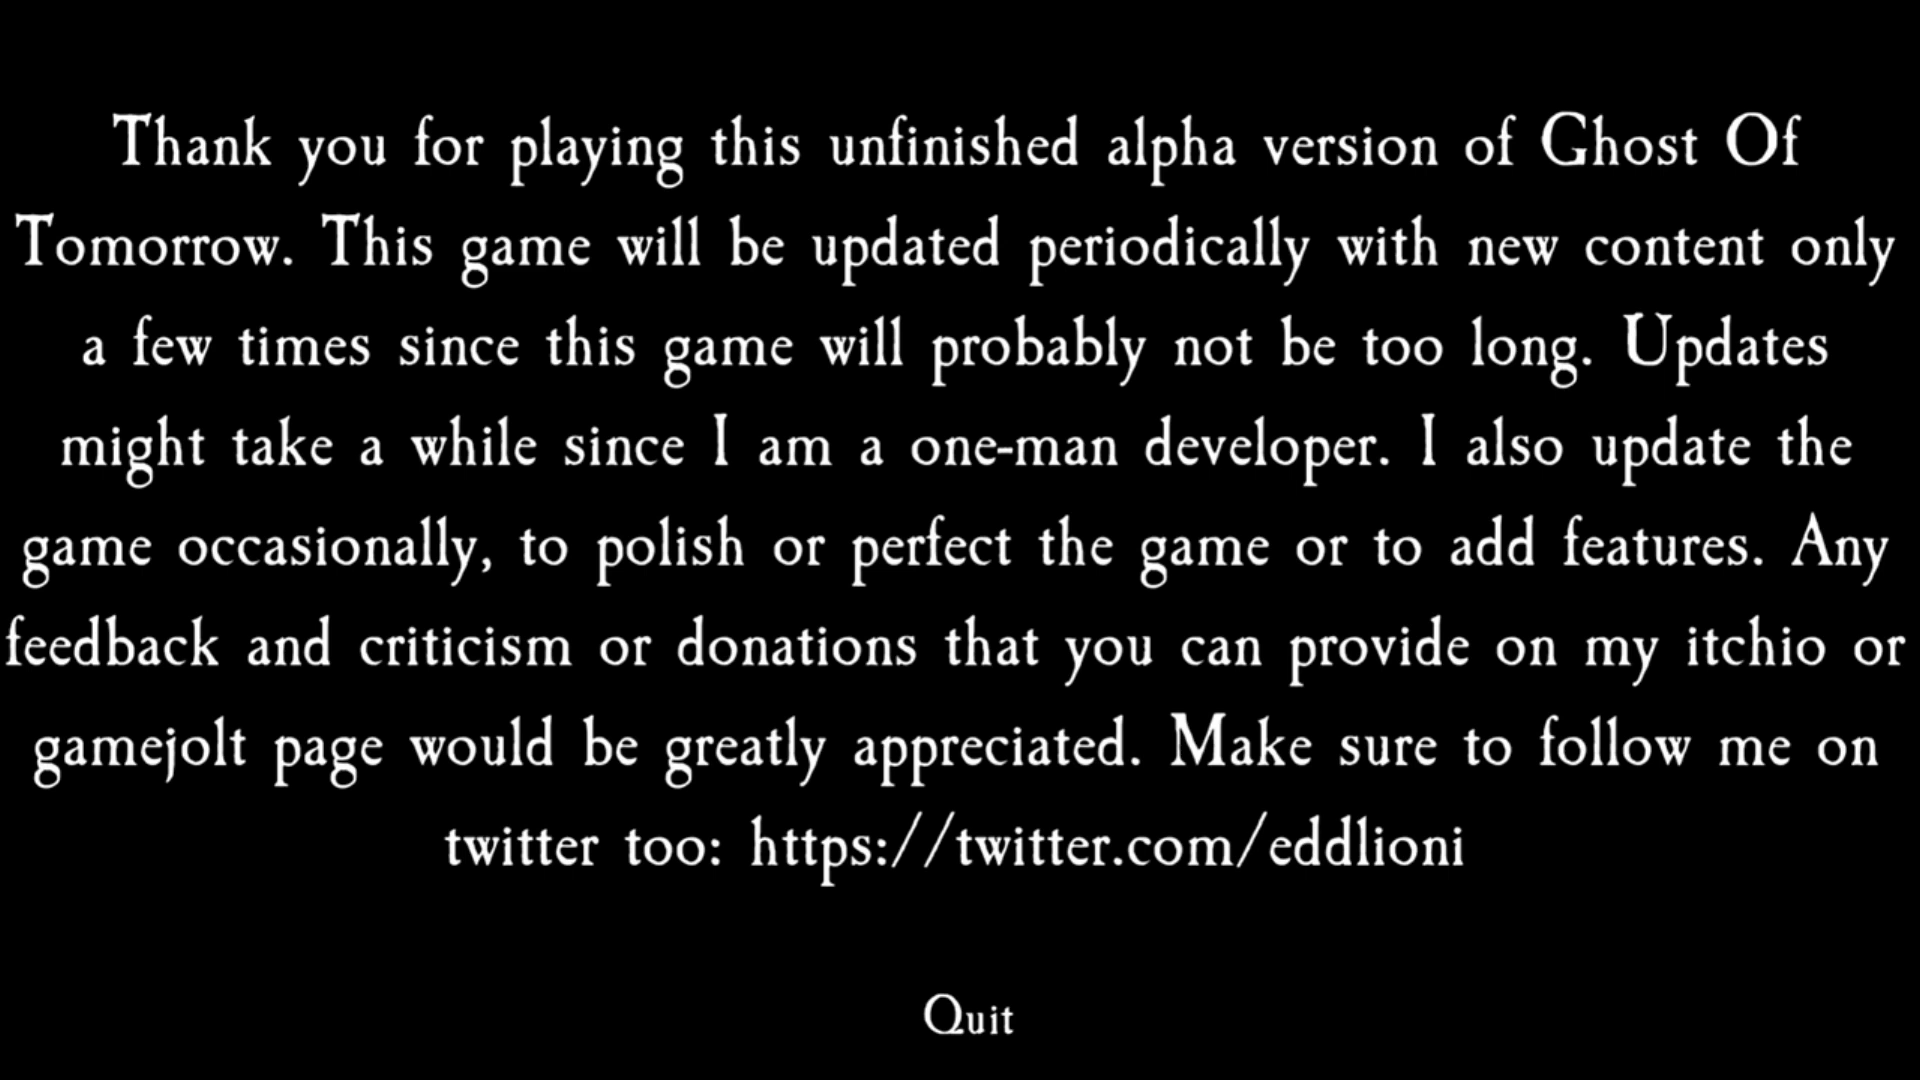 Thank you for playing this unfinished alpha version of Ghost Of
Tomorrow. This game will be updated periodically with new content only
a few times since this game will probably not be too long. Updates
might take a while since I am a one-man developer. I also update the
game occasionally, to polish or perfect the game or to add features. Any
feedback and criticism or donations that you can provide on my itchio or
gamejolt page would be greatly appreciated. Make sure to follow me on
twitter too: https://twitter.com/eddlioni
Quit